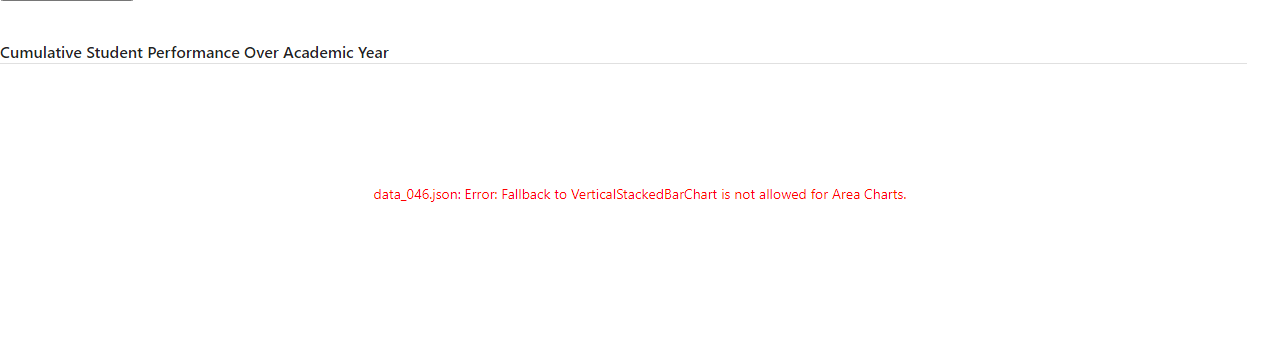 Cumulative Student Performance Over Academic Year
data_046.json: Error: Fallback to VerticalStackedBarChart is not allowed for Area Charts.